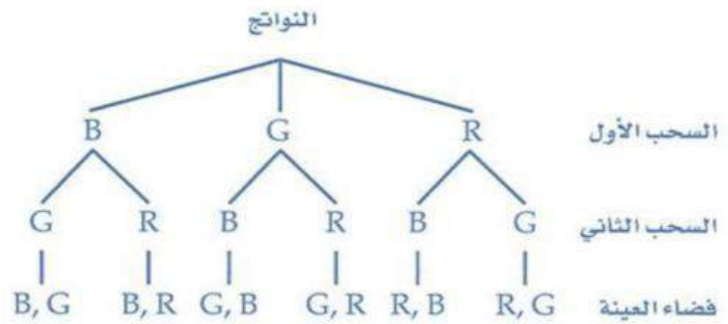 النواتج
السحب الأول R G B
السحب الثاني G B R B R G
فضاء العينة R, G R, B G, R G, B B, R B, G